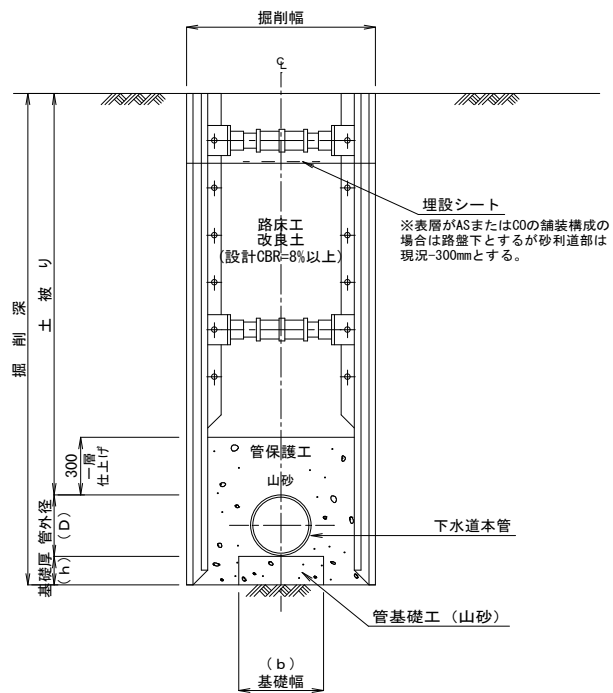 掘削幅
CL
埋設シート
※表層がASまたはCOの舗装構成の
場合は路盤下とするが砂利道部は
現況-300mmとする。
路床工
改良土
(設計CBR=8%以上)
掘削深
土被り
300
一層
仕上げ
管保護工
山砂
管外径
(D)
下水道本管
基礎厚
(h)
管基礎工（山砂）
(b)
基礎幅